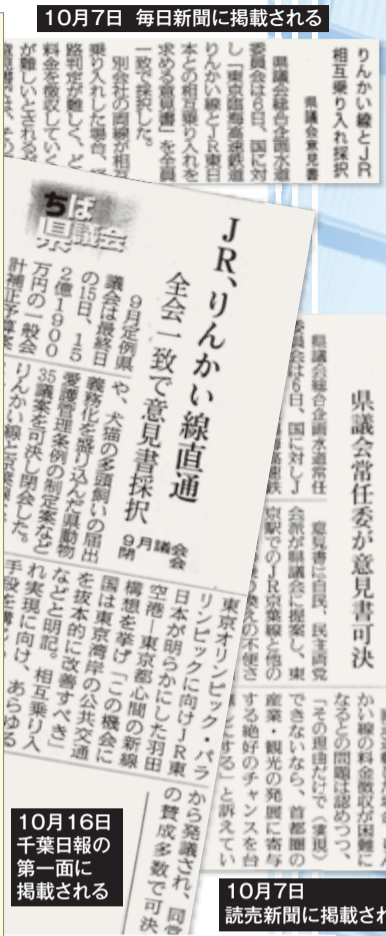 10月7日 毎日新聞に掲載される
りんかい線とJR
相互乗り入れ採択
県議会意見書
県議会総合企画水道
委員会は6日、国に対
し「東京臨海高速鉄道
りんかい線とJR東日
本との相互乗り入れを
求める意見書」を全員
一致で採択した。
別会社の両線が相互
乗り入れした場合、経
路判定が難しく、ど
料金を徴収していく
が難しいとされるが
ちば
県議会
JR、りんかい線直通
全会一致で意見書採択
9月議会
閉会
9月定例県
議会は最終日
の15日、15
2億1900
万円の一般会
計補正予算案
や、犬猫の多頭飼いの届出
義務化を盛り込んだ県動物
愛護管理条例の制定案など
35議案を可決し閉会した。
りんかい線と京葉線
東京オリンピック・パラ
リンピックに向けJR東
日本が明らかにした羽田
空港―東京都心間の新線
構想を挙げ「この機会に
国は東京湾岸の公共交通
を抜本的に改善すべき」
などと明記。相互乗り入
れ実現に向け、あらゆる
手段を講じ
から発議され、同党
の賛成多数で可決
10月16日
千葉日報の
第一面に
掲載される
県議会常任委が意見書可決
県議会総合企画水道常任
委員会は6日、国に対しJ
意見書は自民、民主両党
会派が県議会に提案し、東
京駅でのJR京葉線と他の
換えの不便さ
かい線の料金徴収が困難に
なるとの問題は認めつつ、
「その理由だけで（実現）
できないなら、首都圏の
産業・観光の発展に寄与
する絶好のチャンスを台
にする」と訴えてい
10月7日
読売新聞に掲載され